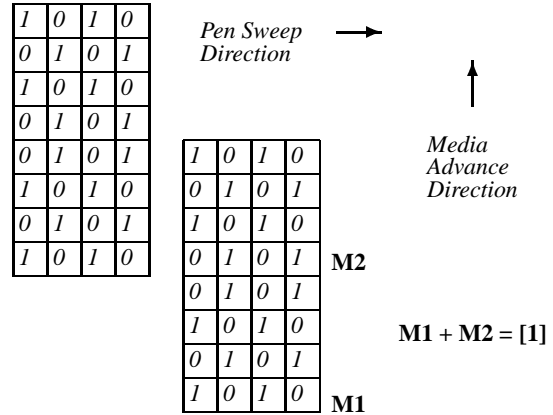 1 0 1 0
0 1 0 1
1 0 1 0
0 1 0 1
0 1 0 1
1 0 1 0
0 1 0 1
1 0 1 0
Pen Sweep
Direction
Media
Advance
Direction
1 0 1 0
0 1 0 1
1 0 1 0
0 1 0 1
M2
0 1 0 1
1 0 1 0
0 1 0 1
1 0 1 0
M1
M1 + M2 = [1]